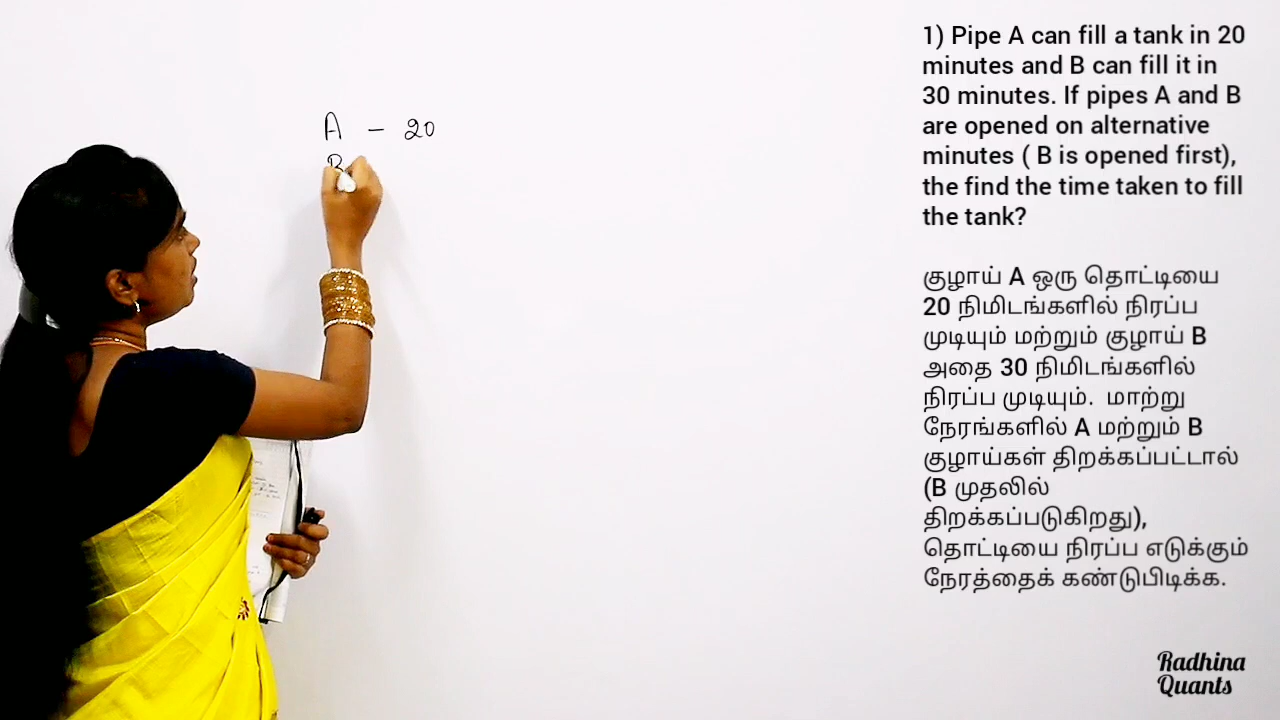 A - 20
B
1) Pipe A can fill a tank in 20
minutes and B can fill it in
30 minutes. If pipes A and B
are opened on alternative
minutes ( B is opened first),
the find the time taken to fill
the tank?
குழாய் A ஒரு தொட்டியை
20 நிமிடங்களில் நிரப்ப
முடியும் மற்றும் குழாய் B
அதை 30 நிமிடங்களில்
நிரப்ப முடியும். மாற்று
நேரங்களில் A மற்றும் B
குழாய்கள் திறக்கப்பட்டால்
(B முதலில்
திறக்கப்படுகிறது),
தொட்டியை நிரப்ப எடுக்கும்
நேரத்தைக் கண்டுபிடிக்க.
Radhina
Quants